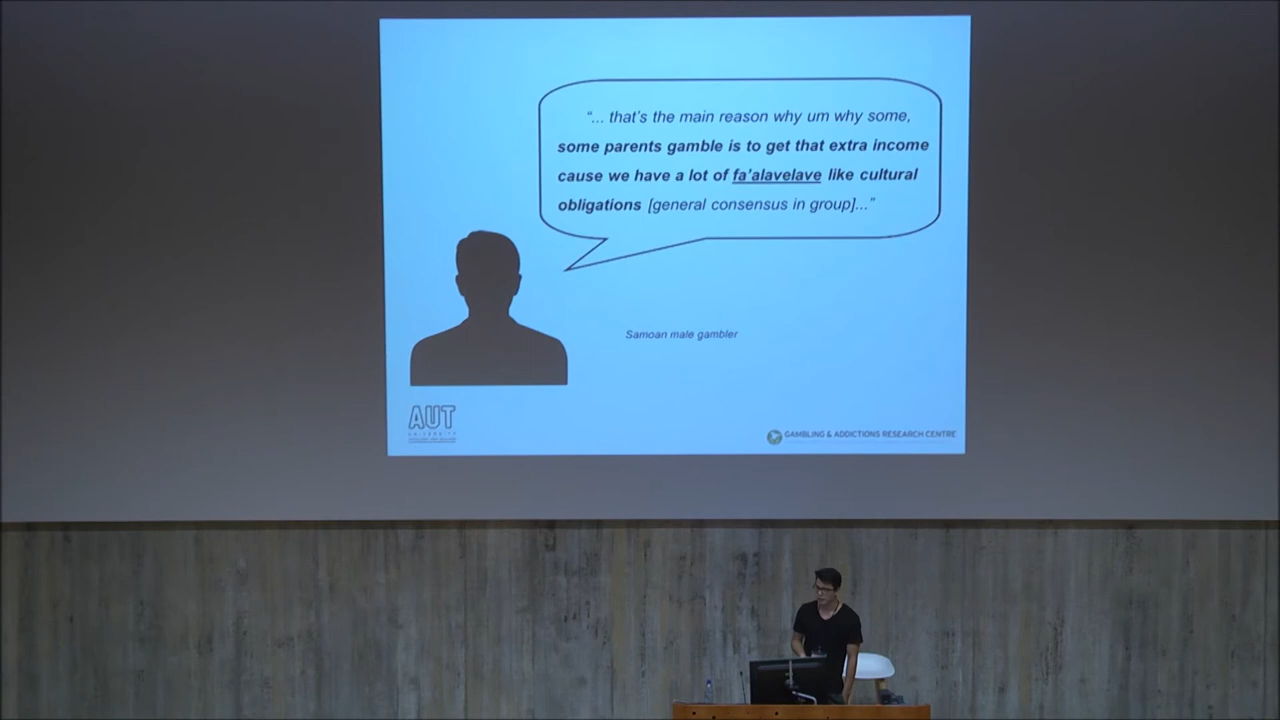 “... that’s the main reason why um why some,
some parents gamble is to get that extra income
cause we have a lot of fa’alavelave like cultural
obligations [general consensus in group]...”
Samoan male gambler
AUT
UNIVERSITY
GAMBLING & ADDICTIONS RESEARCH CENTRE